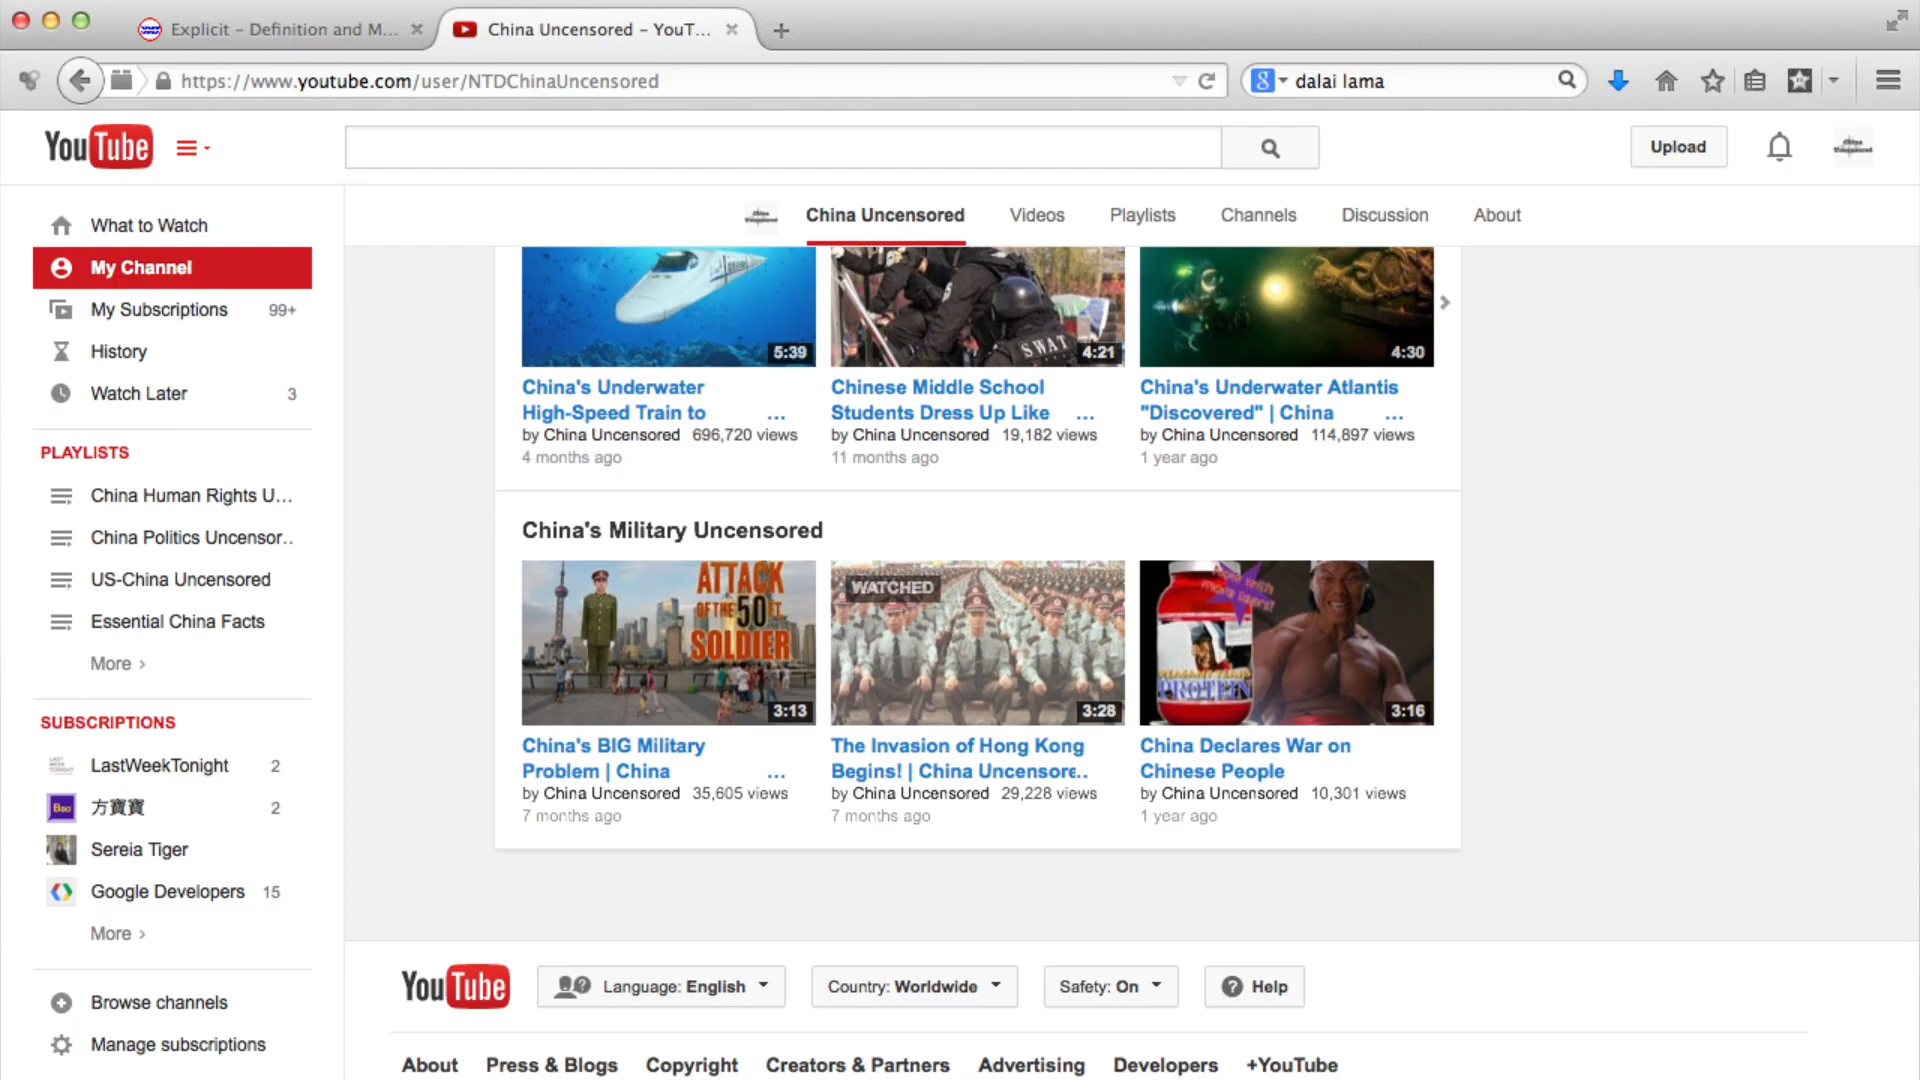 Explicit – Definition and M...
China Uncensored – YouT...
https://www.youtube.com/user/NTDChinaUncensored
dalai lama
YouTube
Upload
China Uncensored
China Uncensored Videos Playlists Channels Discussion About
What to Watch
My Channel
My Subscriptions 99+
History
Watch Later 3
PLAYLISTS
China Human Rights U...
China Politics Uncensor..
US-China Uncensored
Essential China Facts
More ›
SUBSCRIPTIONS
LAST WEEK TONIGHT
LastWeekTonight 2
Bao
方寶寶 2
Sereia Tiger
Google Developers 15
More ›
Browse channels
Manage subscriptions
5:39
China's Underwater
High-Speed Train to ...
by China Uncensored 696,720 views
4 months ago
SWAT
4:21
Chinese Middle School
Students Dress Up Like ...
by China Uncensored 19,182 views
11 months ago
4:30
China's Underwater Atlantis
"Discovered" | China ...
by China Uncensored 114,897 views
1 year ago
China's Military Uncensored
ATTACK
OF THE 50 FT.
SOLDIER
3:13
China's BIG Military
Problem | China ...
by China Uncensored 35,605 views
7 months ago
WATCHED
3:28
The Invasion of Hong Kong
Begins! | China Uncensore..
by China Uncensored 29,228 views
7 months ago
Now with
PROTEIN
3:16
China Declares War on
Chinese People
by China Uncensored 10,301 views
1 year ago
YouTube
Language: English
Country: Worldwide
Safety: On
Help
About Press & Blogs Copyright Creators & Partners Advertising Developers +YouTube